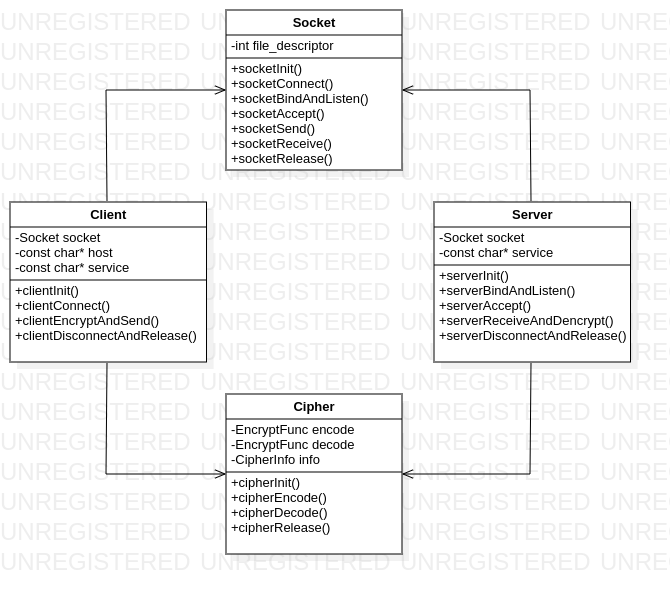 Socket
-int file_descriptor
+socketInit()
+socketConnect()
+socketBindAndListen()
+socketAccept()
+socketSend()
+socketReceive()
+socketRelease()
Client
-Socket socket
-const char* host
-const char* service
+clientInit()
+clientConnect()
+clientEncryptAndSend()
+clientDisconnectAndRelease()
Server
-Socket socket
-const char* service
+serverInit()
+serverBindAndListen()
+serverAccept()
+serverReceiveAndDencrypt()
+serverDisconnectAndRelease()
Cipher
-EncryptFunc encode
-EncryptFunc decode
-CipherInfo info
+cipherInit()
+cipherEncode()
+cipherDecode()
+cipherRelease()
UNREGISTERED